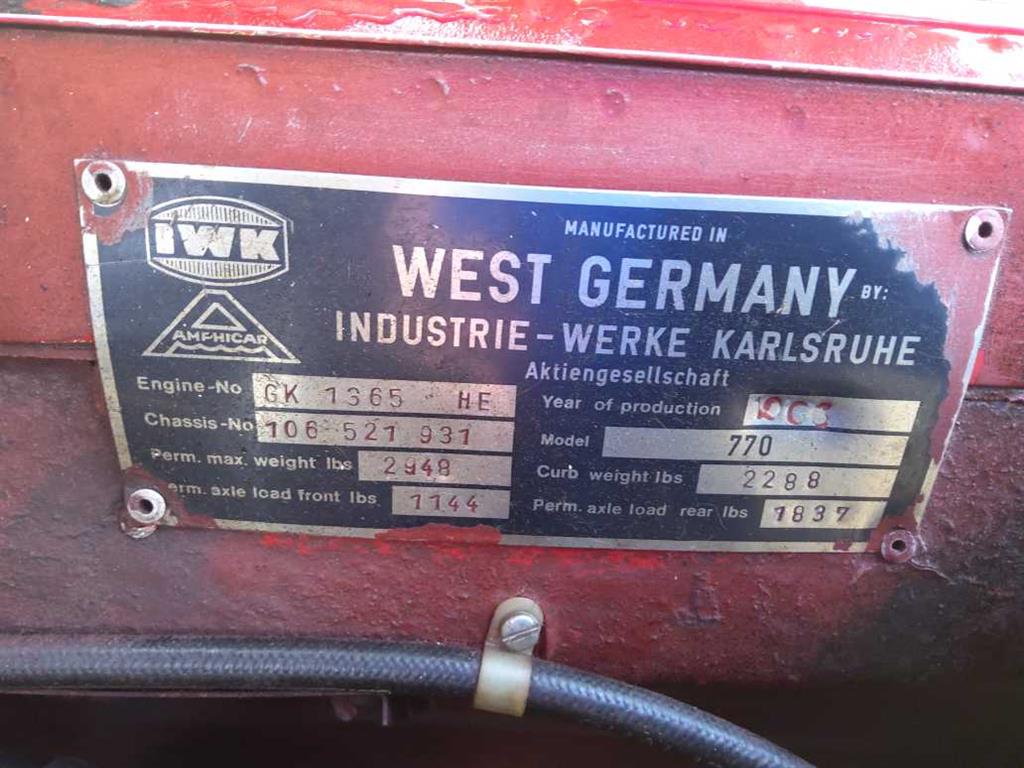 IWK
AMPHICAR
MANUFACTURED IN
WEST GERMANY BY:
INDUSTRIE-WERKE KARLSRUHE
Aktiengesellschaft
Engine-No GK 1365 HE
Chassis-No 106 521 931
Perm. max. weight lbs 2948
erm. axle load front lbs 1144
Year of production
Model 770
Curb weight lbs 2288
Perm. axle load rear lbs 1837